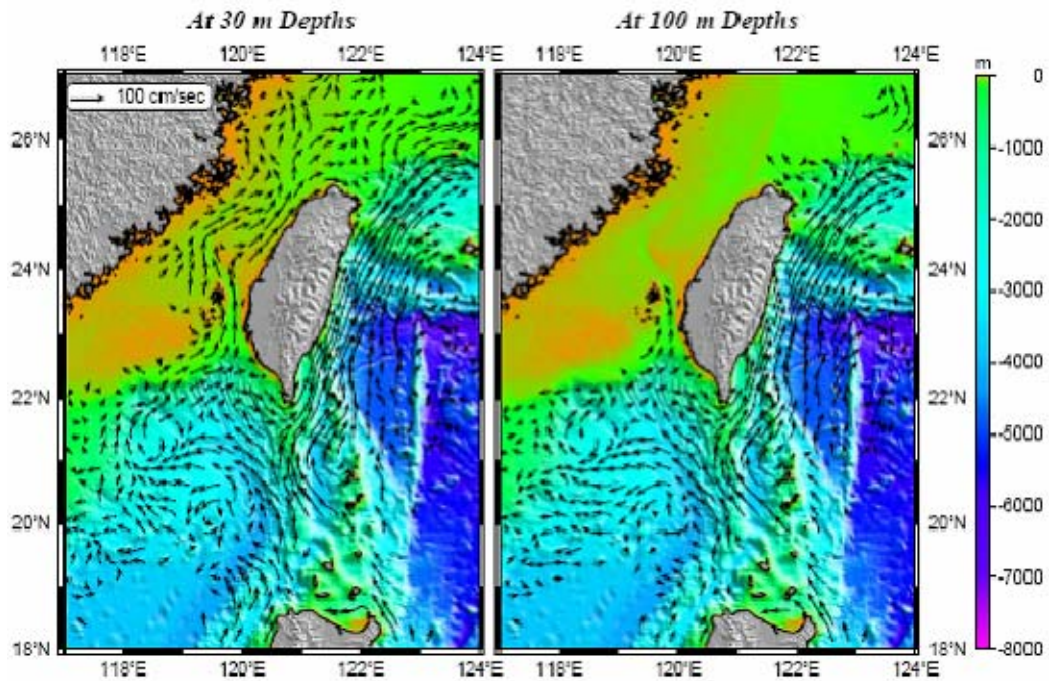 At 30 m Depths
At 100 m Depths
118°E 120°E 122°E 118°E 120°E 122°E 124°E
m
100 cm/sec
0
26°N 26°N
-1000
-2000
24°N 24°N
-3000
-4000
22°N 22°N
-5000
-6000
20°N 20°N
-7000
18°N 18°N
-8000
118°E 120°E 122°E 124°E 118°E 120°E 122°E 124°E